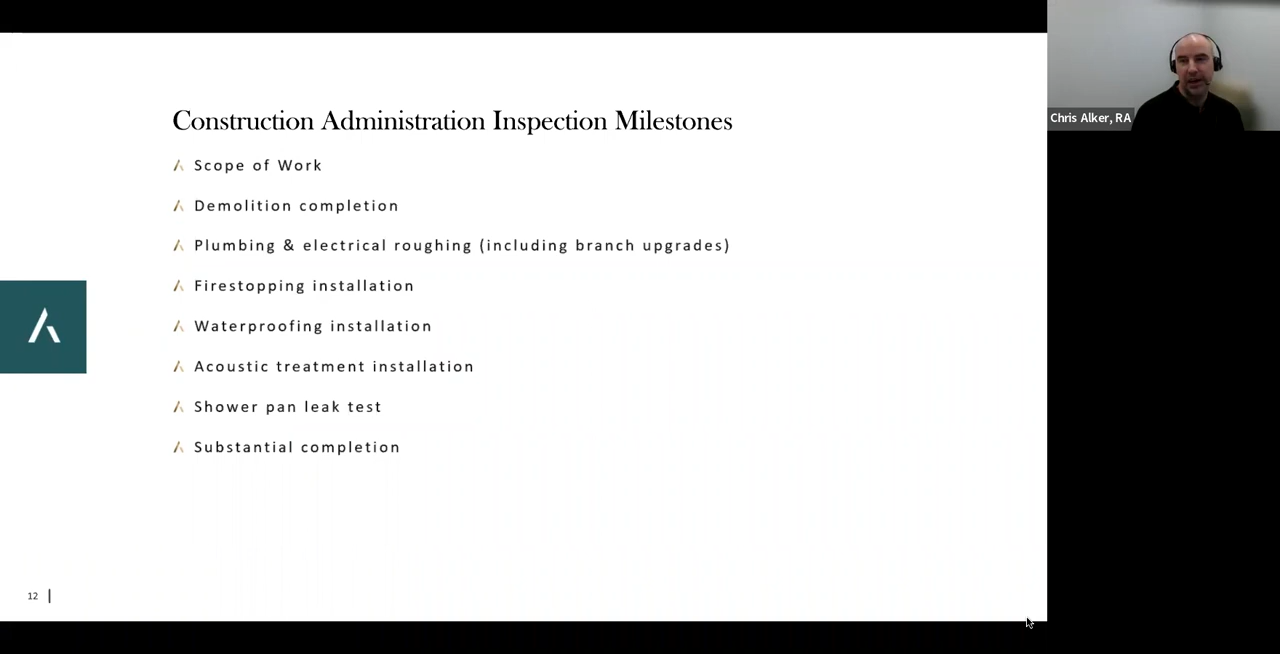 Construction Administration Inspection Milestones
Scope of Work
Demolition completion
Plumbing & electrical roughing (including branch upgrades)
Firestopping installation
Waterproofing installation
Acoustic treatment installation
Shower pan leak test
Substantial completion
12
Chris Alker, RA